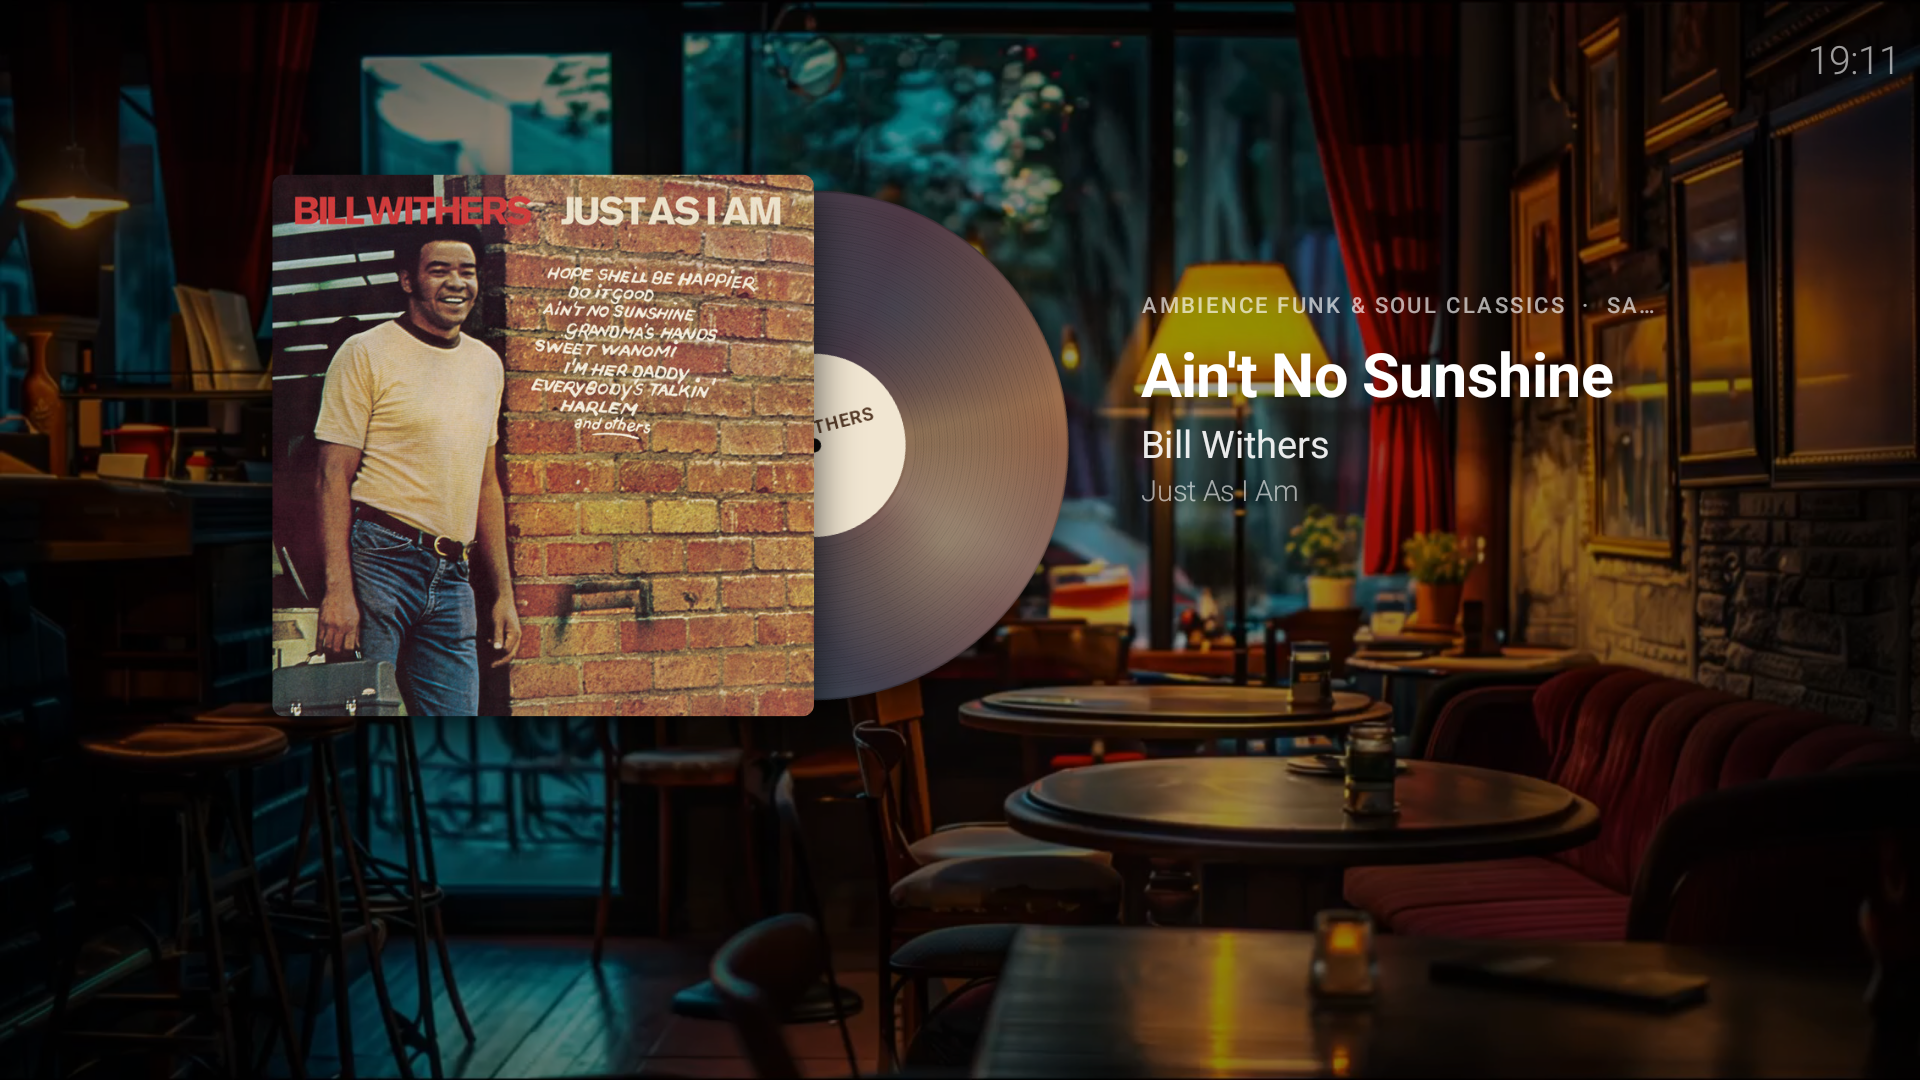 19:11
BILL WITHERS JUST AS I AM
HOPE SHE'LL BE HAPPIER
DO IT GOOD
AIN'T NO SUNSHINE
GRANDMA'S HANDS
SWEET WANOMI
I'M HER DADDY
EVERYBODY'S TALKIN'
HARLEM
and others
THERS
AMBIENCE FUNK & SOUL CLASSICS · SA…
Ain't No Sunshine
Bill Withers
Just As I Am